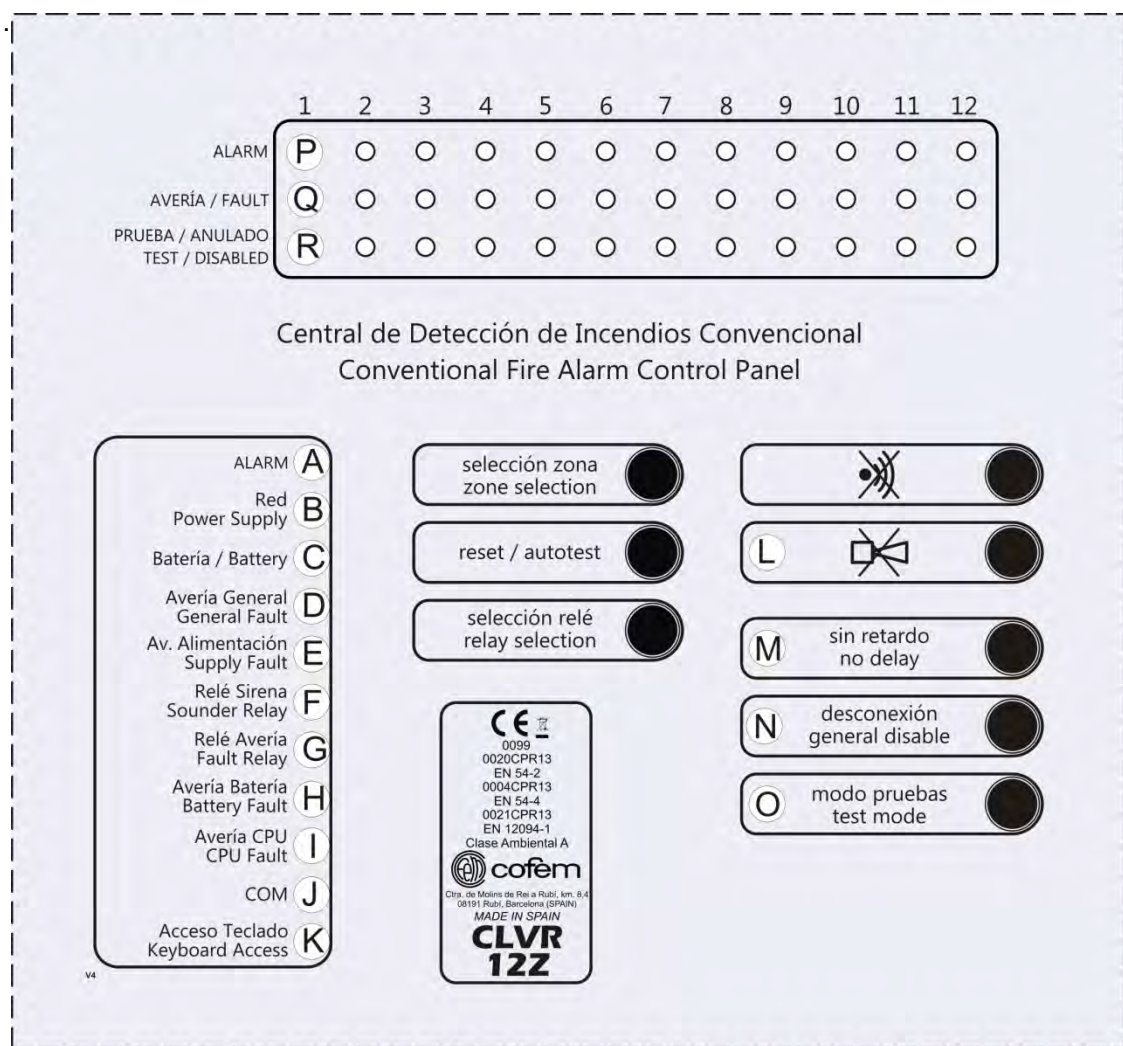 1 2 3 4 5 6 7 8 9 10 11 12
ALARM P
AVERÍA / FAULT Q
PRUEBA / ANULADO
TEST / DISABLED R
Central de Detección de Incendios Convencional
Conventional Fire Alarm Control Panel
ALARM A
Red
Power Supply B
Batería / Battery C
Avería General
General Fault D
Av. Alimentación
Supply Fault E
Relé Sirena
Sounder Relay F
Relé Avería
Fault Relay G
Avería Batería
Battery Fault H
Avería CPU
CPU Fault I
COM J
Acceso Teclado
Keyboard Access K
V4
selección zona
zone selection
reset / autotest
selección relé
relay selection
CE
0099
0020CPR13
EN 54-2
0004CPR13
EN 54-4
0021CPR13
EN 12094-1
Clase Ambiental A
cofem
Ctra. de Molins de Rei a Rubí, km. 8,4
08191 Rubí, Barcelona (SPAIN)
MADE IN SPAIN
CLVR
12Z
L
M sin retardo
no delay
N desconexión
general disable
O modo pruebas
test mode